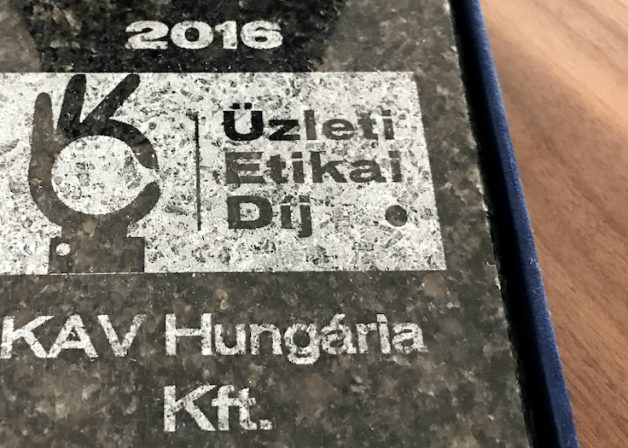 2016
Üzleti
Etikai
Díj
KAV Hungária
Kft.